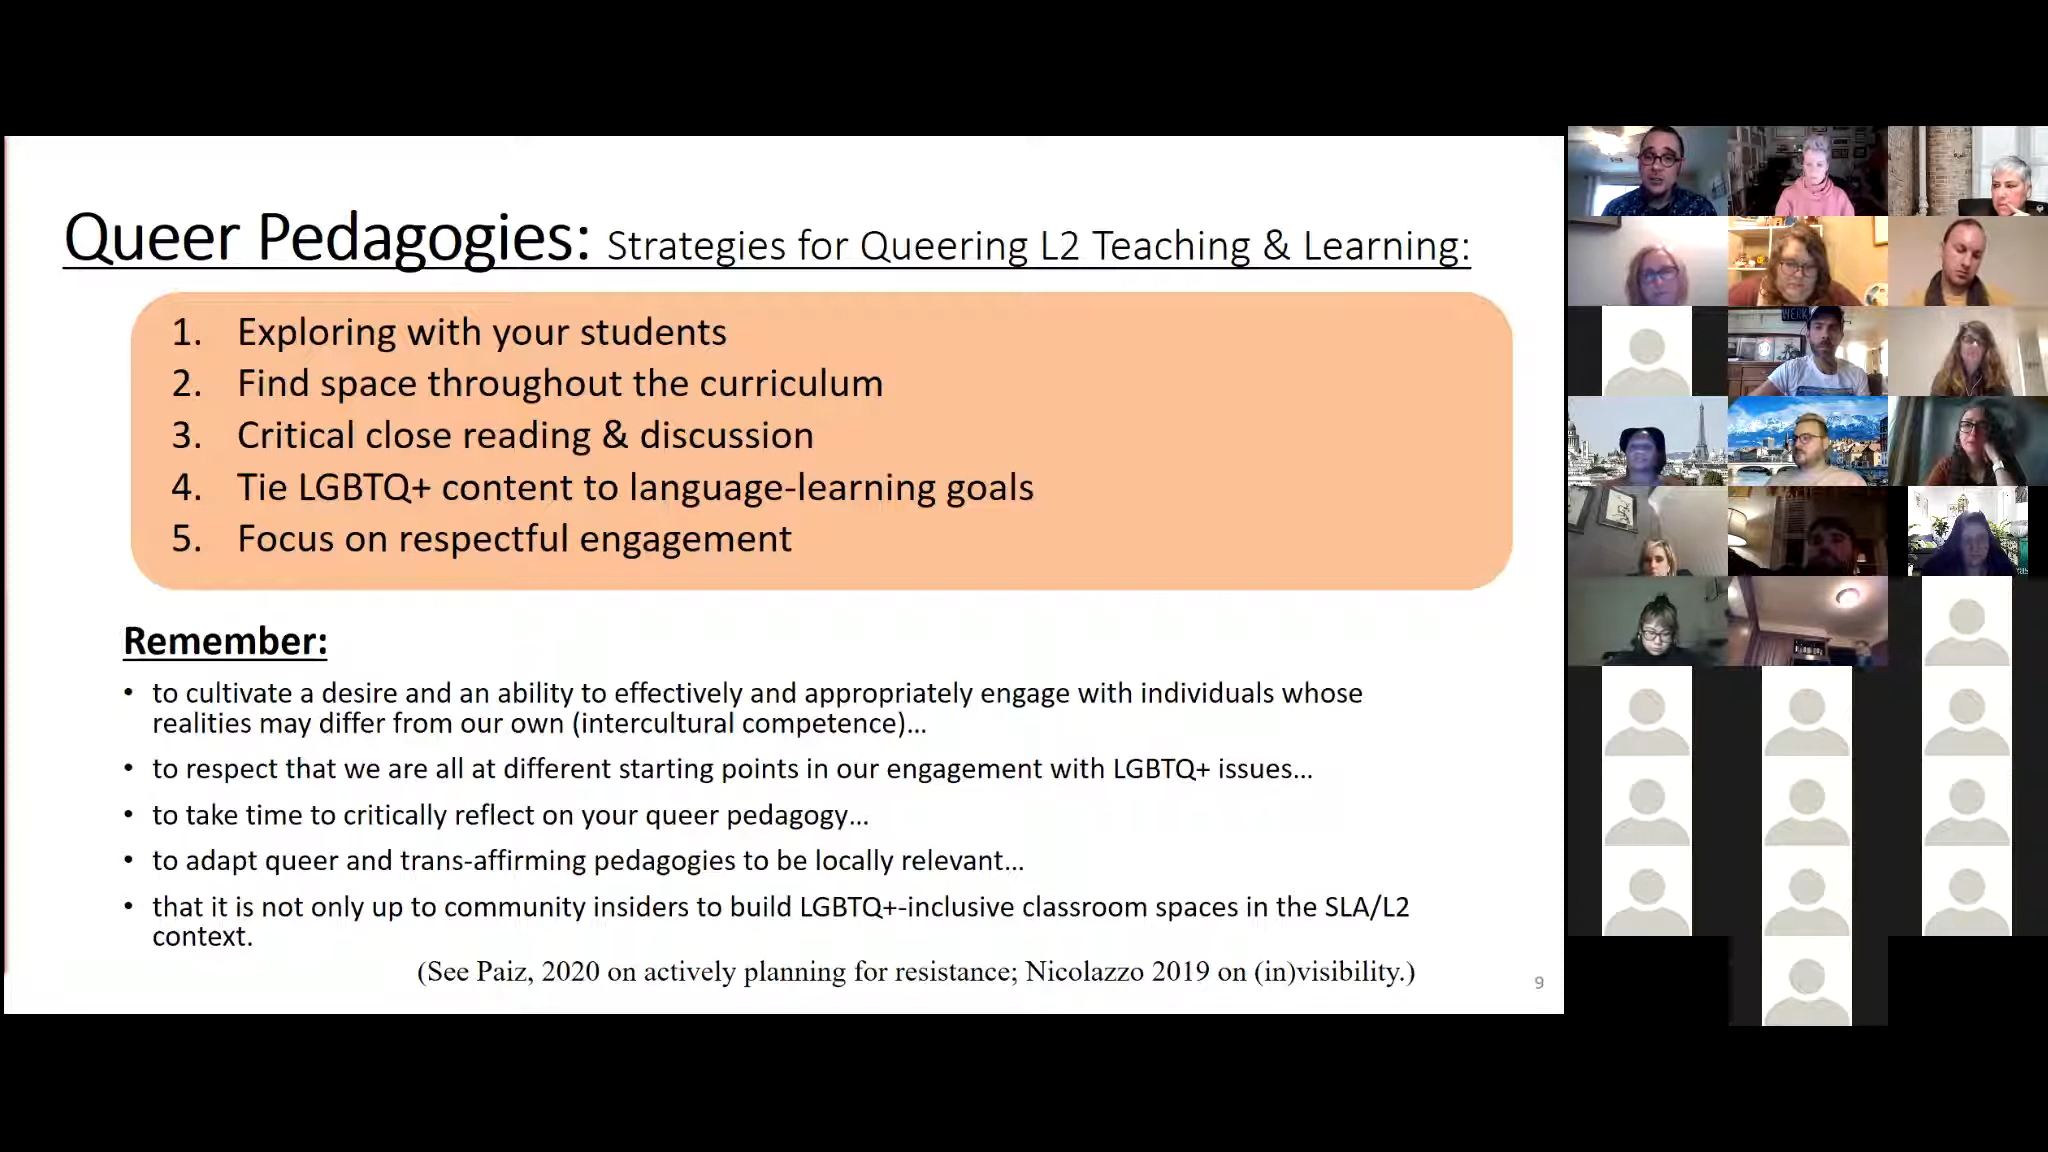 Queer Pedagogies: Strategies for Queering L2 Teaching & Learning:
1. Exploring with your students
2. Find space throughout the curriculum
3. Critical close reading & discussion
4. Tie LGBTQ+ content to language-learning goals
5. Focus on respectful engagement
Remember:
• to cultivate a desire and an ability to effectively and appropriately engage with individuals whose
realities may differ from our own (intercultural competence)…
• to respect that we are all at different starting points in our engagement with LGBTQ+ issues…
• to take time to critically reflect on your queer pedagogy…
• to adapt queer and trans-affirming pedagogies to be locally relevant…
• that it is not only up to community insiders to build LGBTQ+-inclusive classroom spaces in the SLA/L2
context.
(See Paiz, 2020 on actively planning for resistance; Nicolazzo 2019 on (in)visibility.)
9